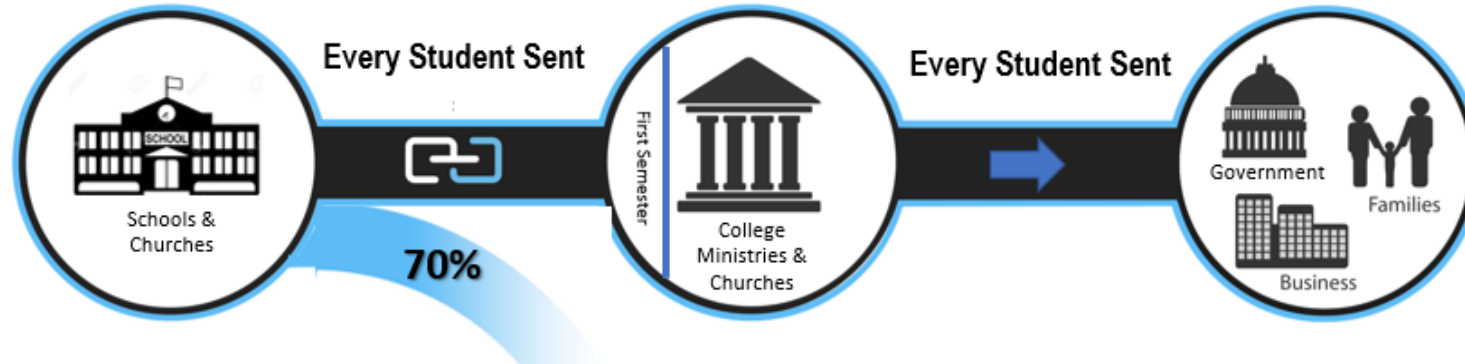 Every Student Sent
Every Student Sent
SCHOOL
Schools &
Churches
70%
First Semester
College
Ministries &
Churches
Government
Families
Business